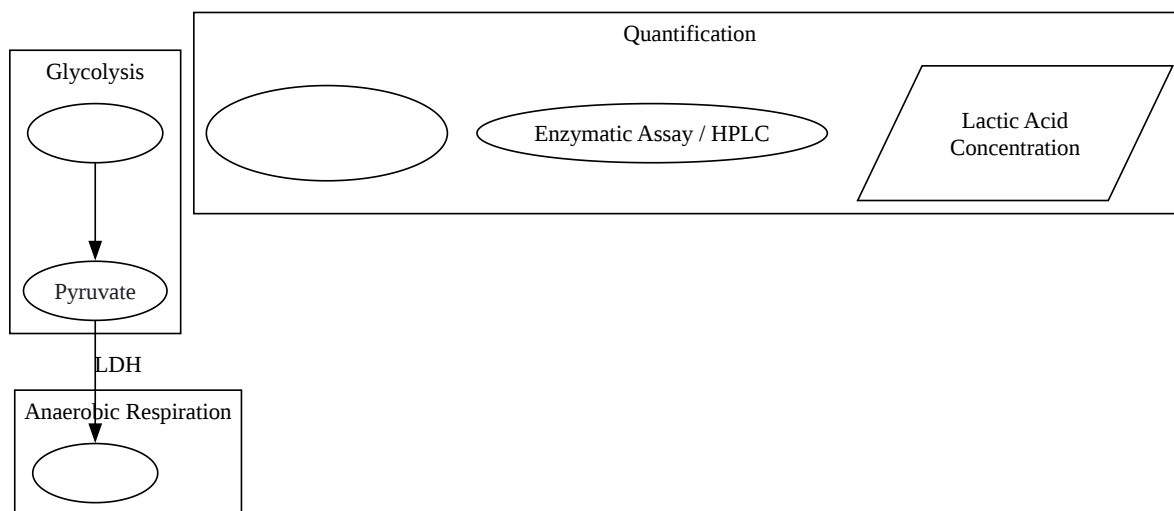 Quantification
Glycolysis
Enzymatic Assay / HPLC
Lactic Acid
Concentration
Pyruvate
LDH
Anaerobic Respiration